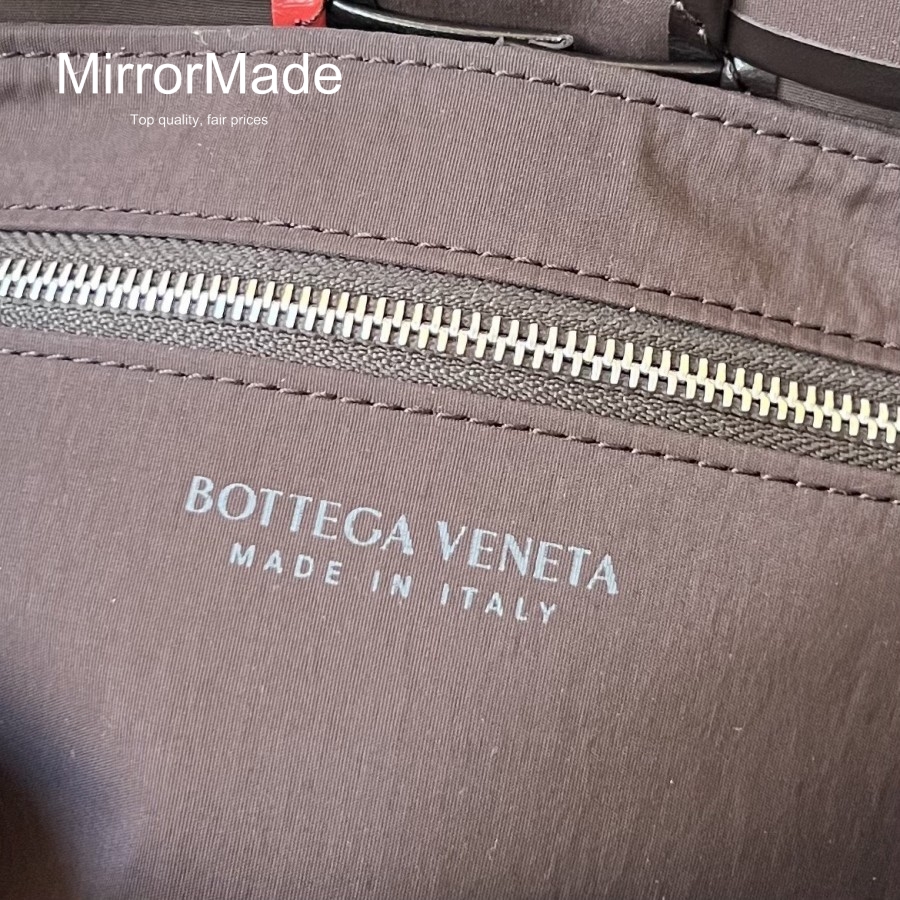 MirrorMade
Top quality, fair prices
BOTTEGA VENETA
MADE IN ITALY